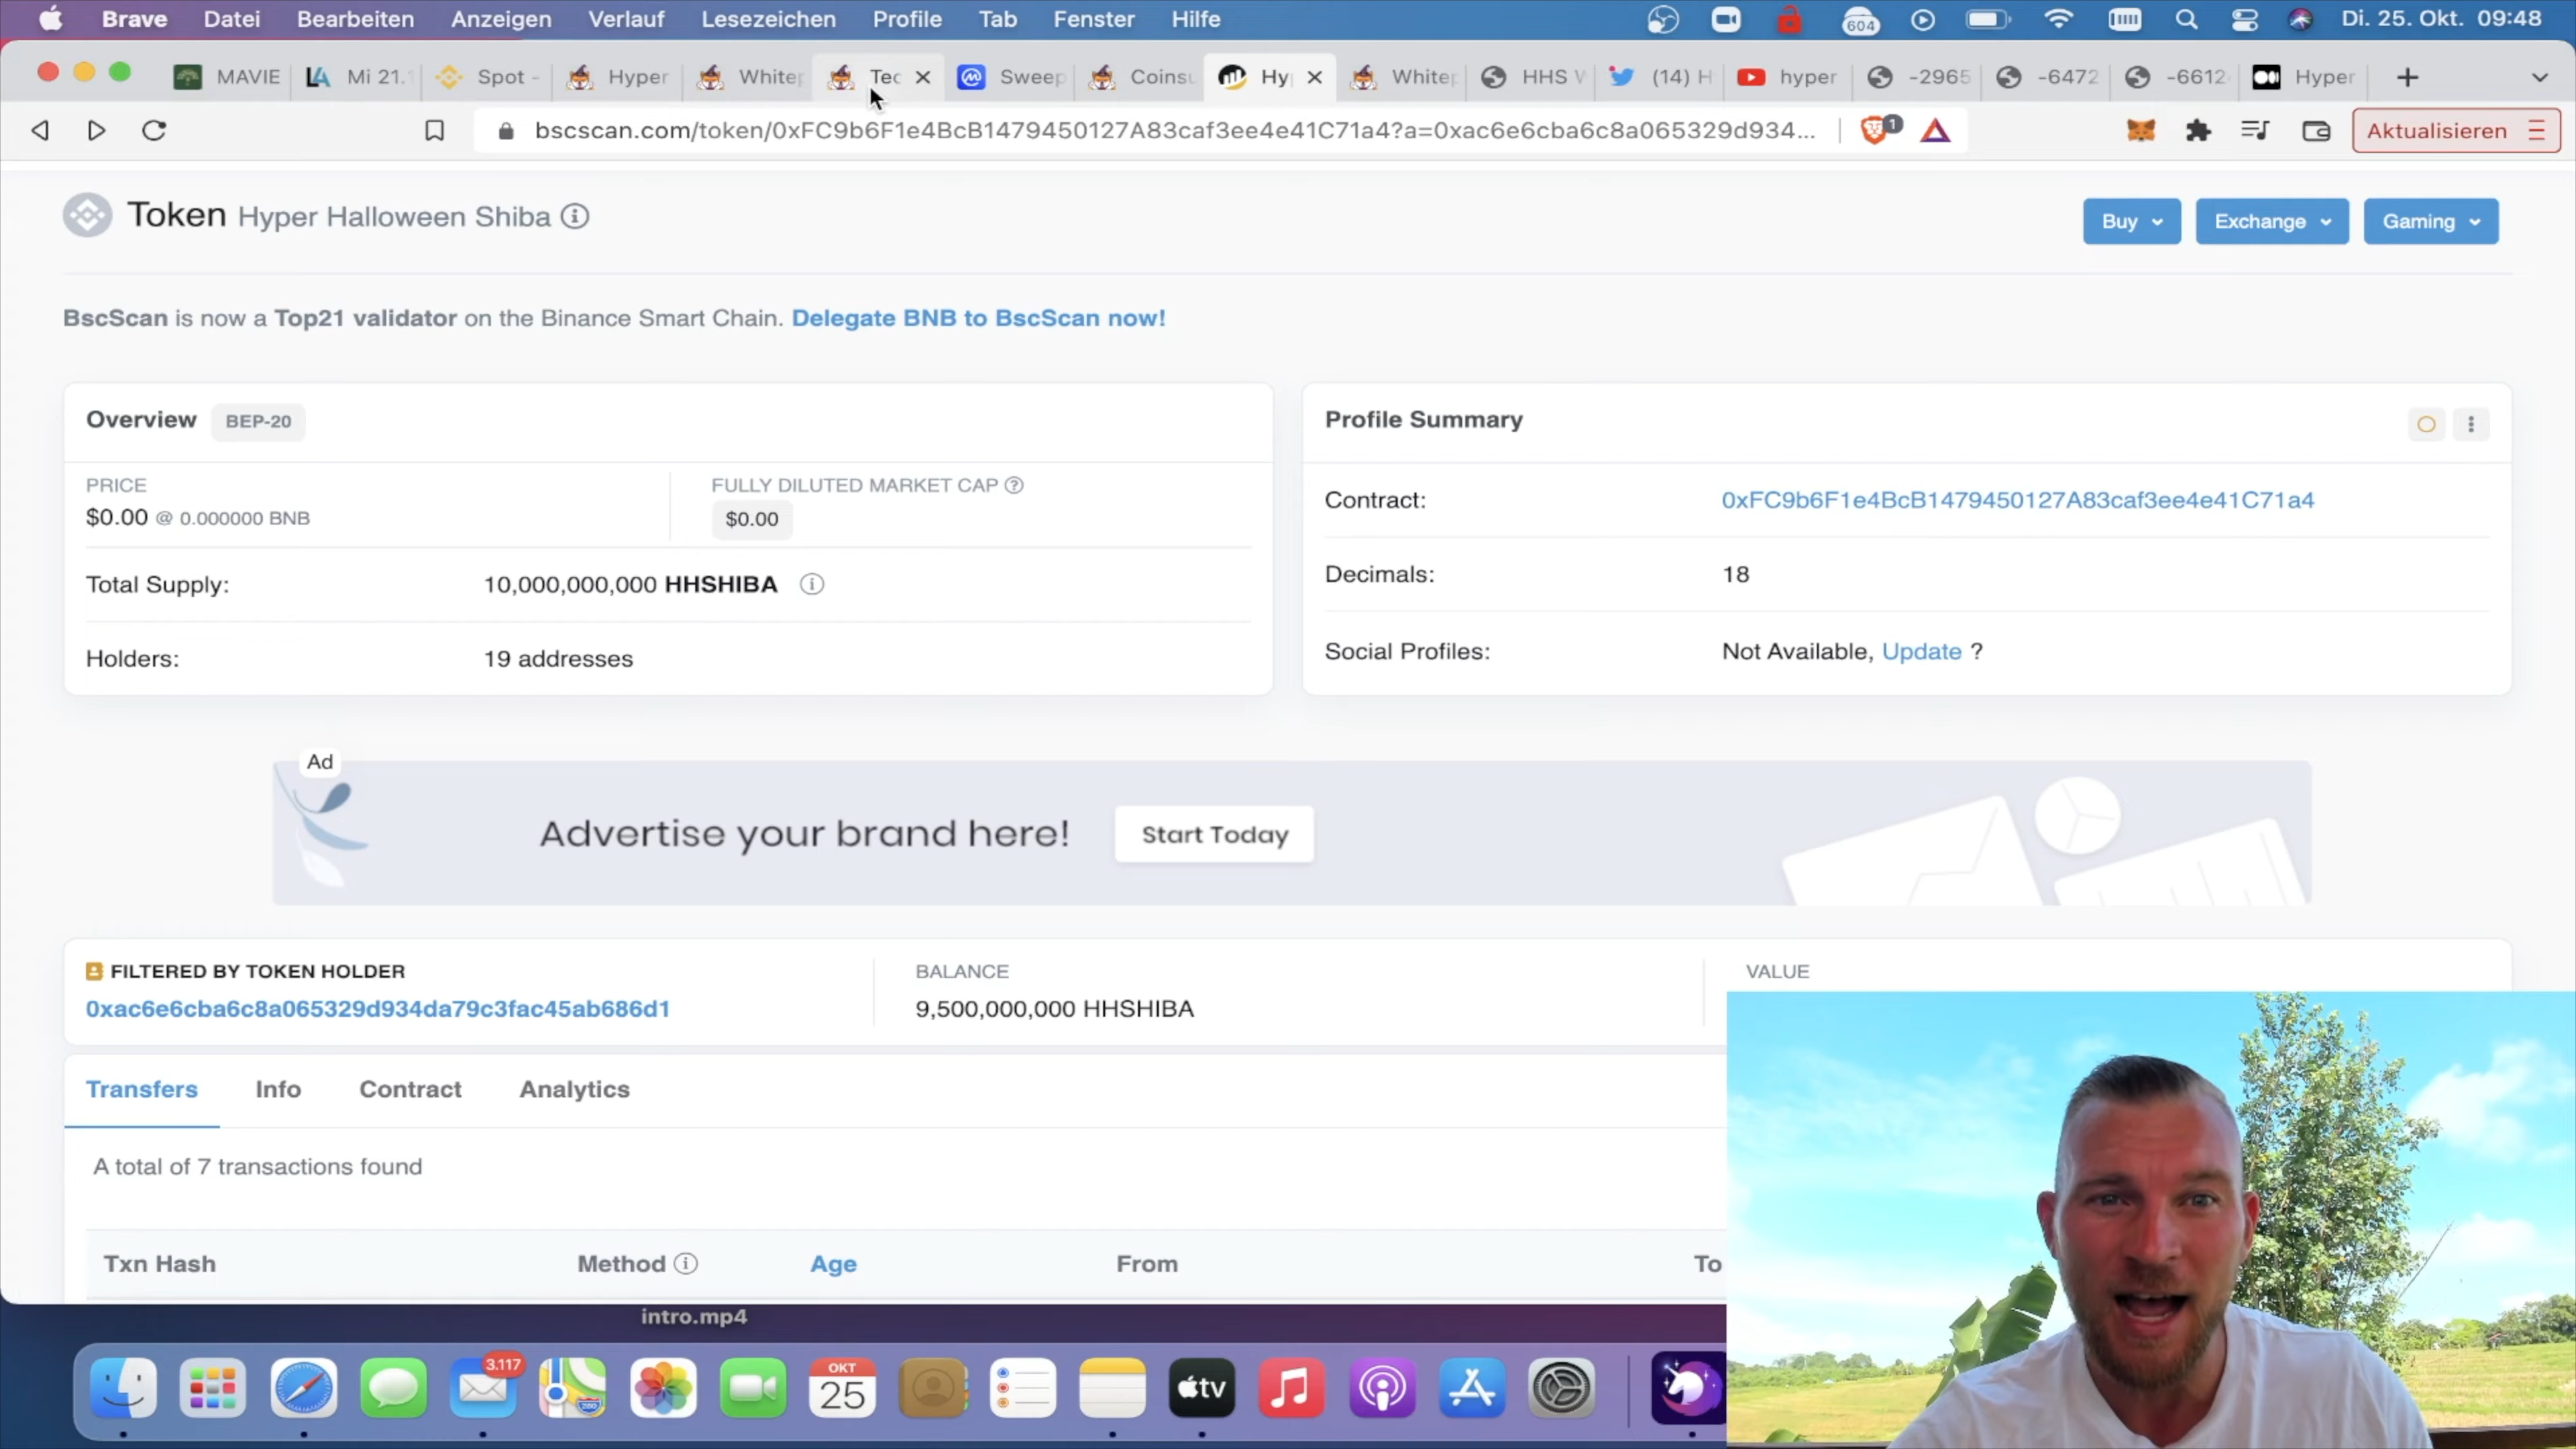 Brave Datei Bearbeiten Anzeigen Verlauf Lesezeichen Profile Tab Fenster Hilfe 604 Di. 25. Okt. 09:48
MAVIE Mi 21. Spot - Hyper Whitep Tec Sweep Coinsu Hy Whitep HHS (14) H hyper -2965 -6472 -6612 Hyper
bscscan.com/token/0xFC9b6F1e4BcB1479450127A83caf3ee4e41C71a4?a=0xac6e6cba6c8a065329d934... 1 Aktualisieren
Token Hyper Halloween Shiba
Buy Exchange Gaming
BscScan is now a Top21 validator on the Binance Smart Chain. Delegate BNB to BscScan now!
Overview BEP-20
PRICE
$0.00 @ 0.000000 BNB
FULLY DILUTED MARKET CAP
$0.00
Total Supply: 10,000,000,000 HHSHIBA
Holders: 19 addresses
Profile Summary
Contract: 0xFC9b6F1e4BcB1479450127A83caf3ee4e41C71a4
Decimals: 18
Social Profiles: Not Available, Update ?
Ad
Advertise your brand here! Start Today
FILTERED BY TOKEN HOLDER
0xac6e6cba6c8a065329d934da79c3fac45ab686d1
BALANCE
9,500,000,000 HHSHIBA
VALUE
Transfers Info Contract Analytics
A total of 7 transactions found
Txn Hash Method Age From To
intro.mp4
3.117
280
OKT
25
tv